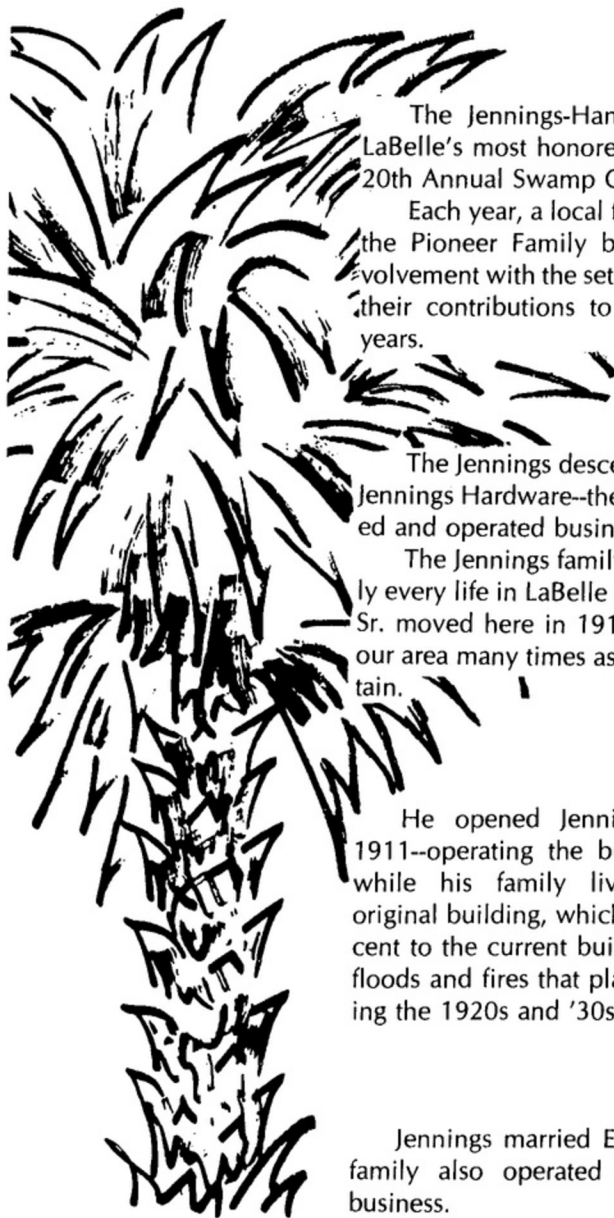 The Jennings-Han
LaBelle's most honore
20th Annual Swamp C
Each year, a local f
the Pioneer Family b
volvement with the set
their contributions to
years.
The Jennings desce
Jennings Hardware--the
ed and operated busin
The Jennings famil
ly every life in LaBelle
Sr. moved here in 191
our area many times as
tain.
He opened Jenni
1911--operating the b
while his family liv
original building, which
cent to the current bui
floods and fires that pla
ing the 1920s and '30s
Jennings married E
family also operated
business.